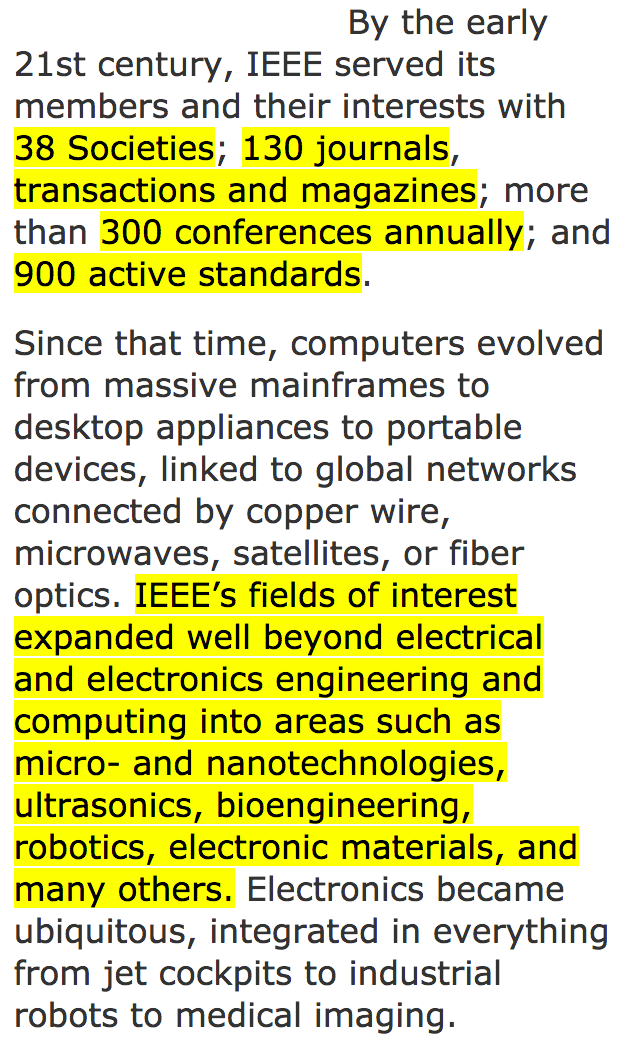 By the early
21st century, IEEE served its
members and their interests with
38 Societies; 130 journals,
transactions and magazines; more
than 300 conferences annually; and
900 active standards.
Since that time, computers evolved
from massive mainframes to
desktop appliances to portable
devices, linked to global networks
connected by copper wire,
microwaves, satellites, or fiber
optics. IEEE’s fields of interest
expanded well beyond electrical
and electronics engineering and
computing into areas such as
micro- and nanotechnologies,
ultrasonics, bioengineering,
robotics, electronic materials, and
many others. Electronics became
ubiquitous, integrated in everything
from jet cockpits to industrial
robots to medical imaging.